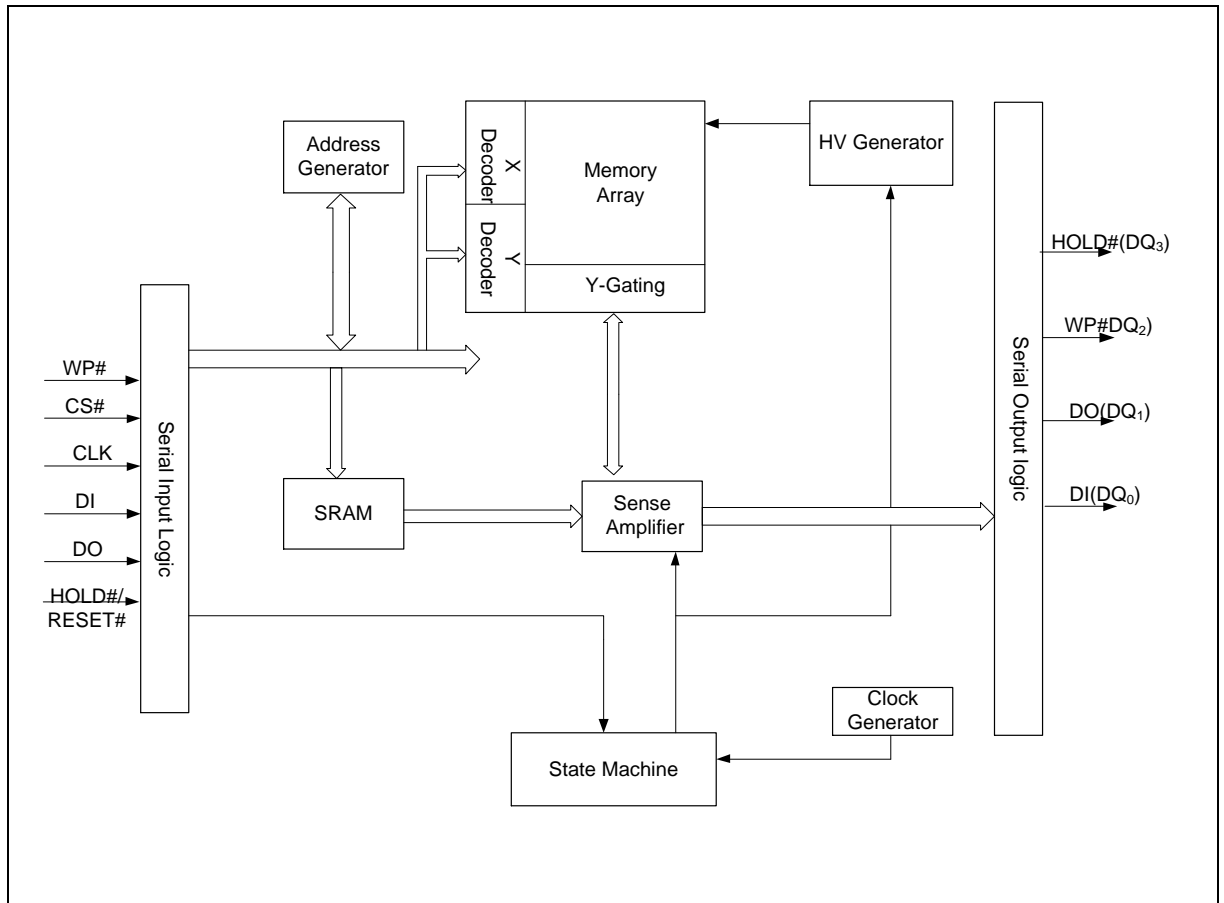 Address
Generator
X
Decoder
Y
Decoder
Memory
Array
Y-Gating
HV Generator
WP#
CS#
CLK
DI
DO
HOLD#/
RESET#
Serial Input Logic
SRAM
Sense
Amplifier
State Machine
Clock
Generator
Serial Output logic
HOLD#(DQ₃)
WP#DQ₂)
DO(DQ₁)
DI(DQ₀)